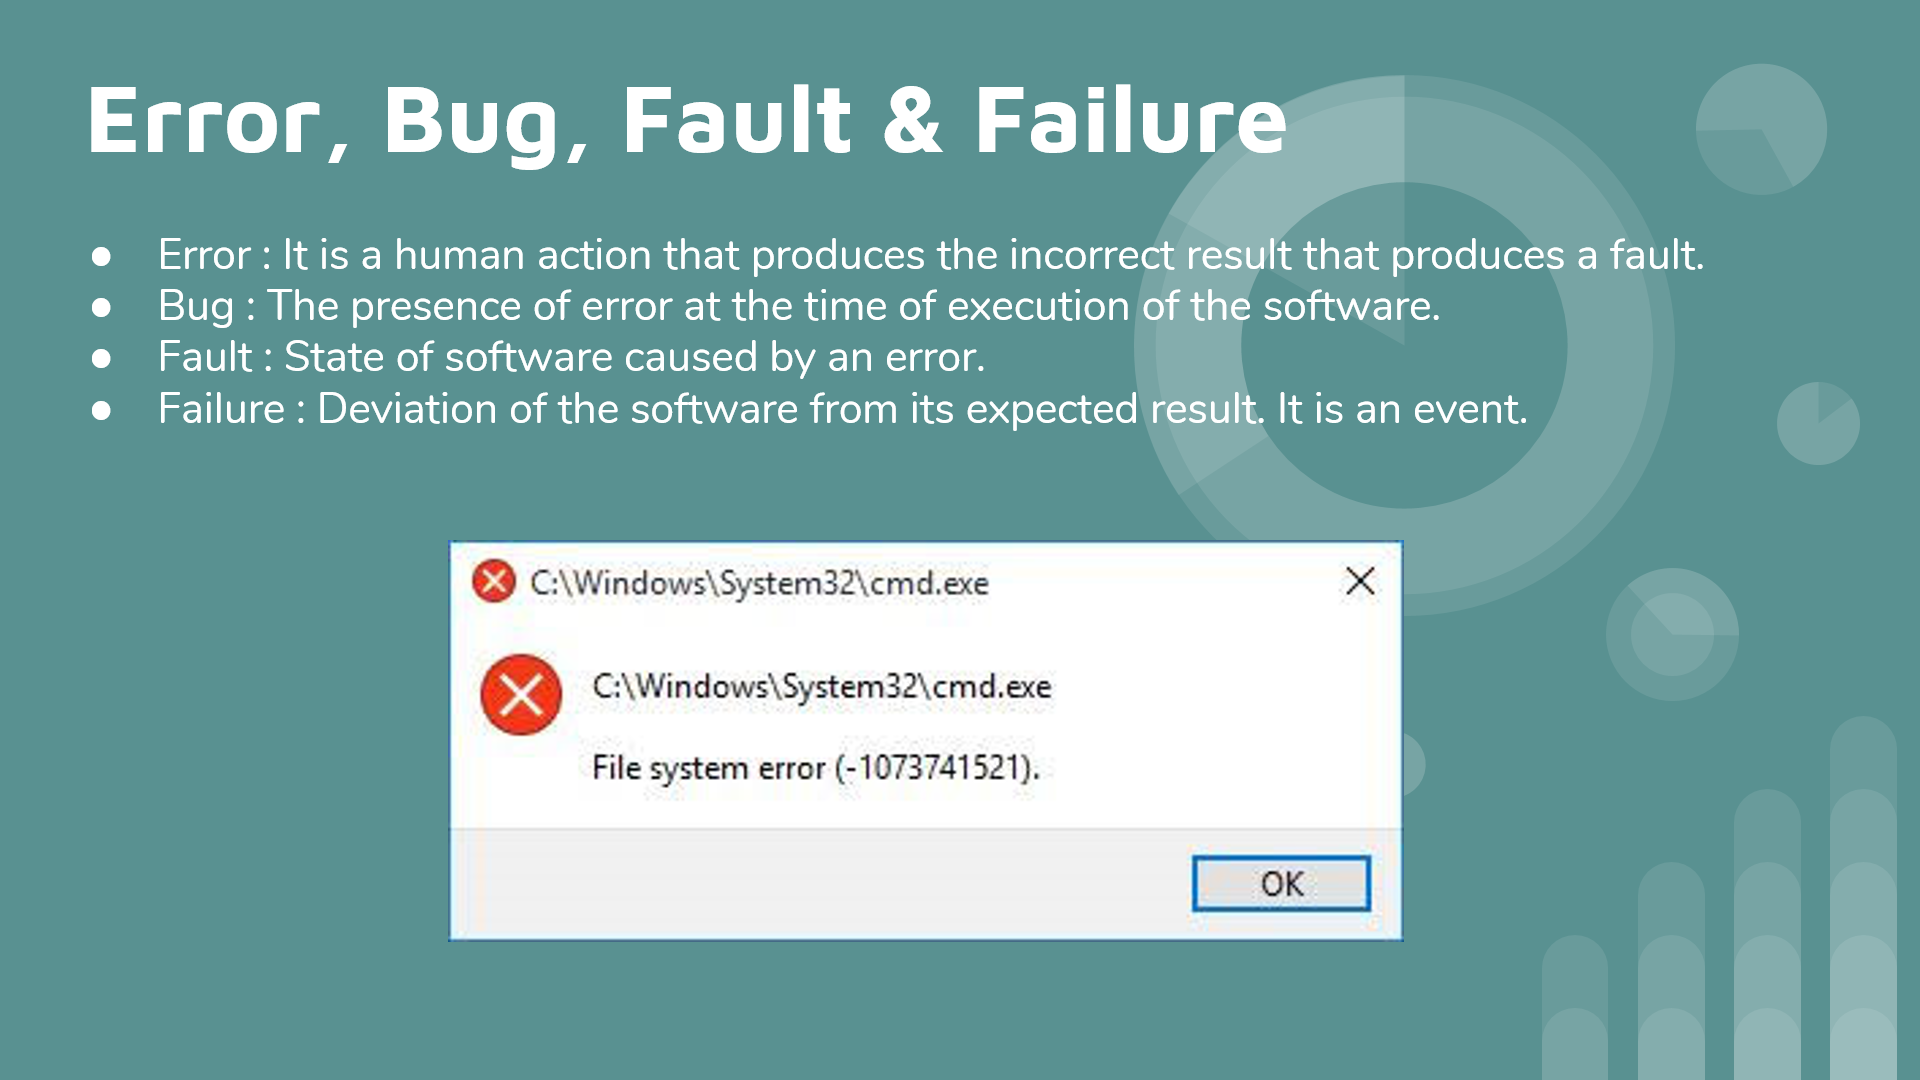 Error, Bug, Fault & Failure
● Error : It is a human action that produces the incorrect result that produces a fault.
● Bug : The presence of error at the time of execution of the software.
● Fault : State of software caused by an error.
● Failure : Deviation of the software from its expected result. It is an event.
C:\Windows\System32\cmd.exe
C:\Windows\System32\cmd.exe
File system error (-1073741521).
OK